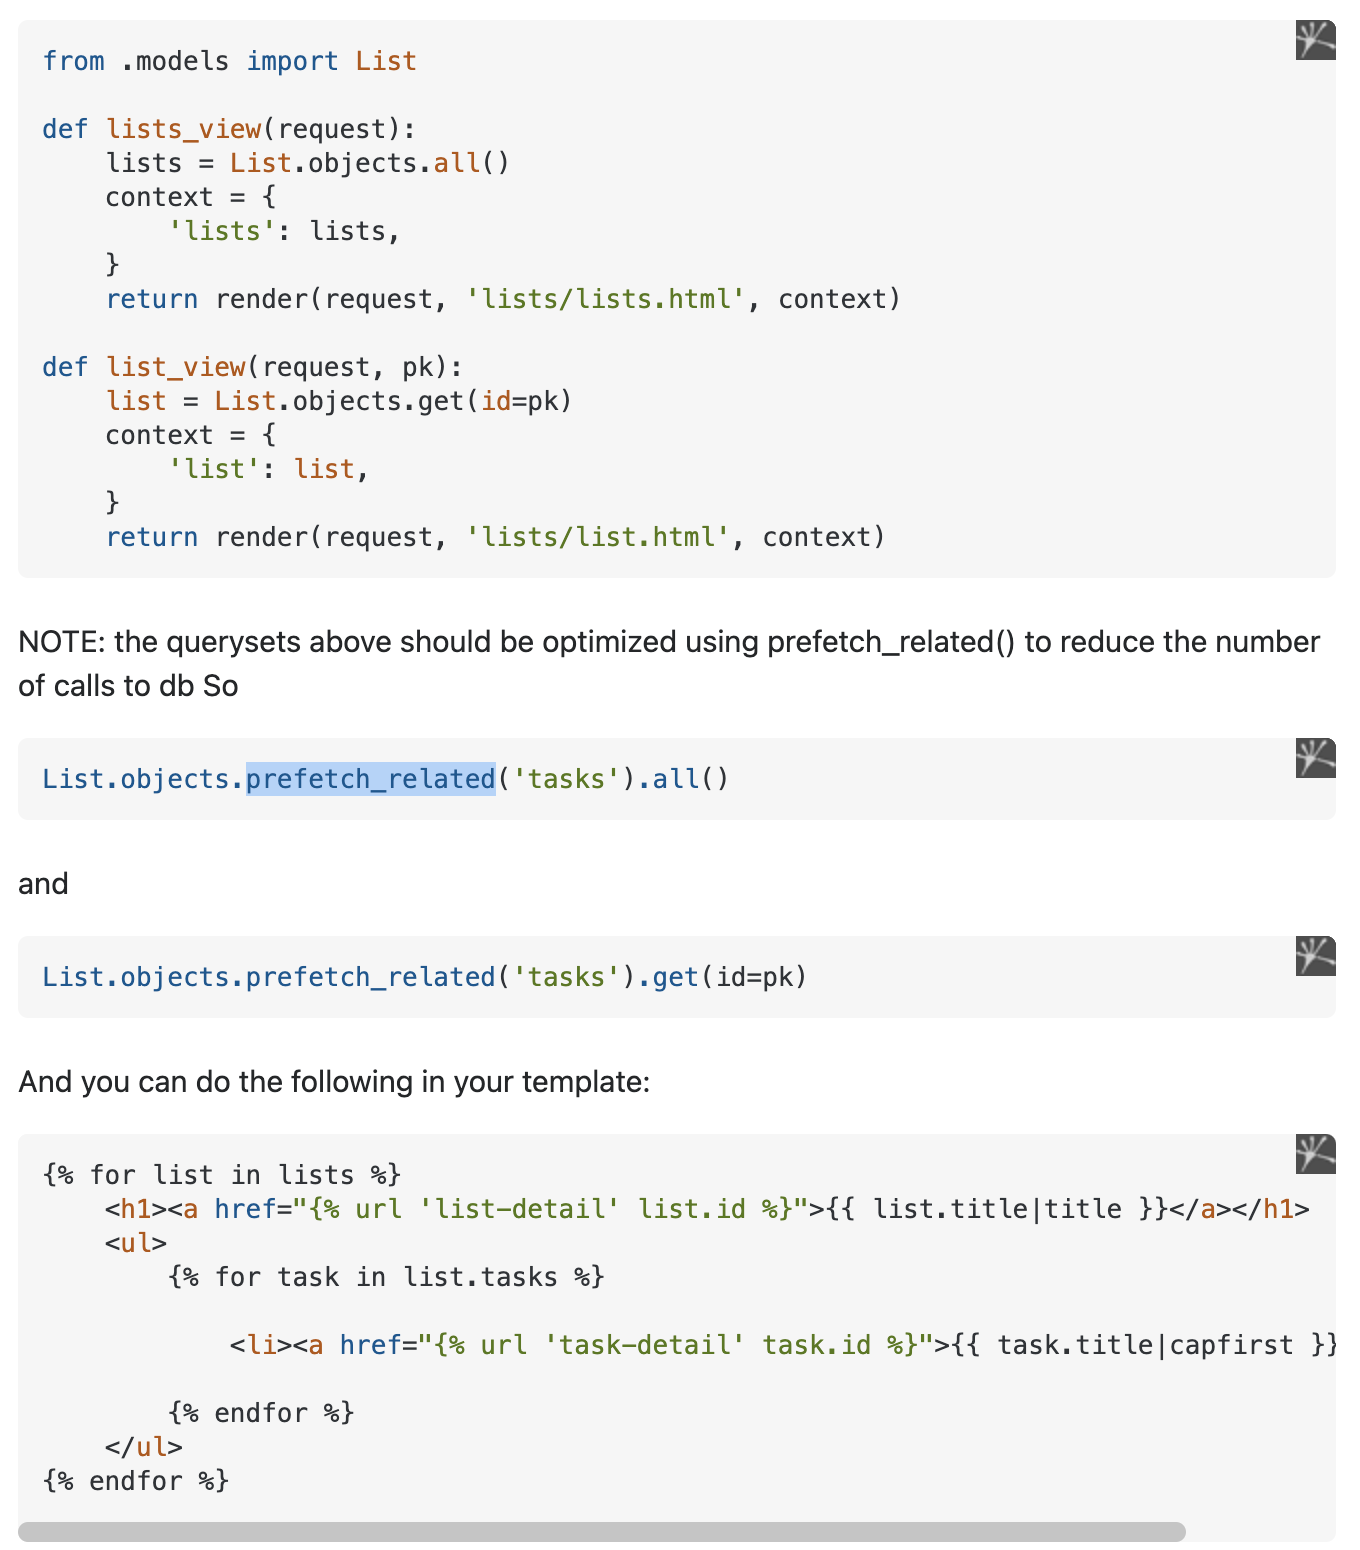 from .models import List
def lists_view(request):
    lists = List.objects.all()
    context = {
        'lists': lists,
    }
    return render(request, 'lists/lists.html', context)
def list_view(request, pk):
    list = List.objects.get(id=pk)
    context = {
        'list': list,
    }
    return render(request, 'lists/list.html', context)
NOTE: the querysets above should be optimized using prefetch_related() to reduce the number
of calls to db So
List.objects.prefetch_related('tasks').all()
and
List.objects.prefetch_related('tasks').get(id=pk)
And you can do the following in your template:
{% for list in lists %}
    <h1><a href="{% url 'list-detail' list.id %}">{{ list.title|title }}</a></h1>
    <ul>
        {% for task in list.tasks %}
            <li><a href="{% url 'task-detail' task.id %}">{{ task.title|capfirst }}
        {% endfor %}
    </ul>
{% endfor %}